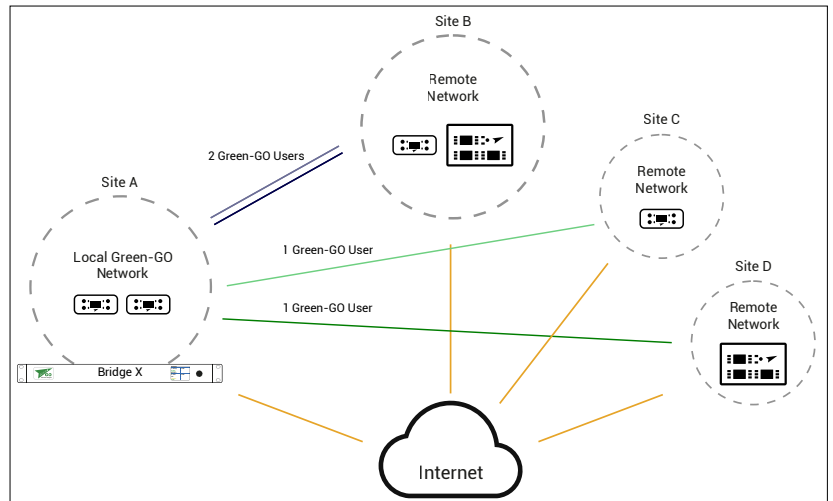 Site B
Remote
Network
2 Green-GO Users
Site C
Remote
Network
Site A
Local Green-GO
Network
1 Green-GO User
1 Green-GO User
Site D
Remote
Network
Bridge X
Internet